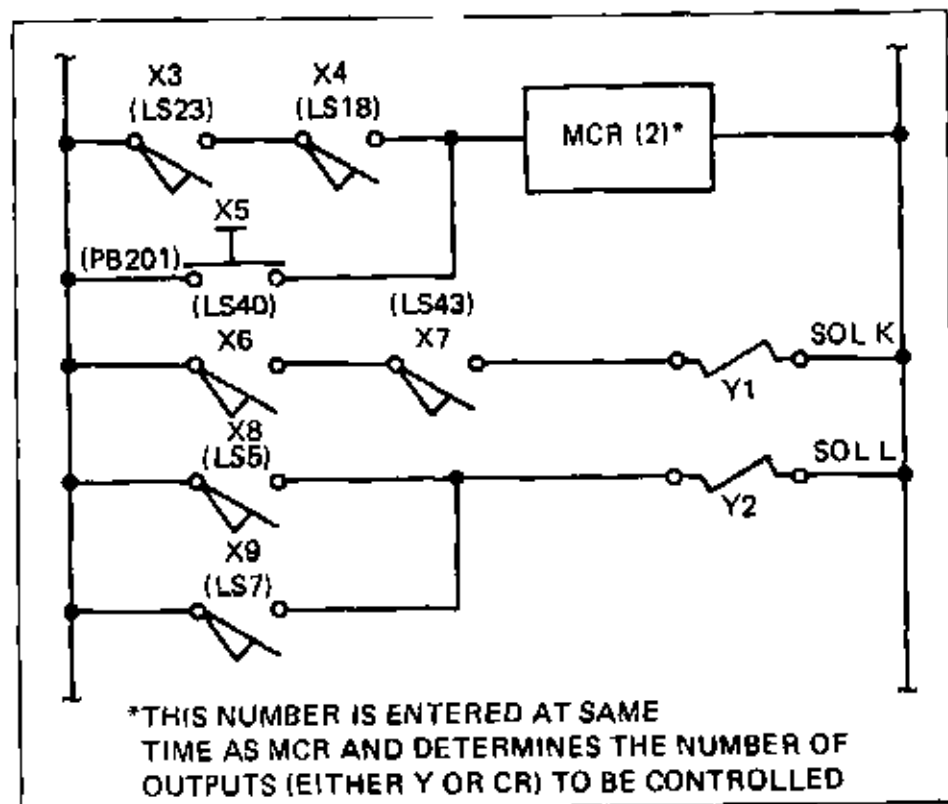 X3 X4
(LS23) (LS18)
MCR (2)*
X5
(PB201)
(LS40) (LS43)
X6 X7 SOL K
Y1
X8
(LS5) SOL L
Y2
X9
(LS7)
*THIS NUMBER IS ENTERED AT SAME
TIME AS MCR AND DETERMINES THE NUMBER OF
OUTPUTS (EITHER Y OR CR) TO BE CONTROLLED